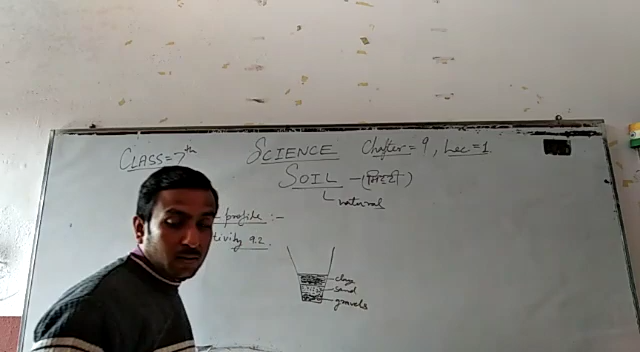 CLASS = 7th
SCIENCE Chapter = 9, Lec = 1
SOIL - (मिट्टी)
natural
- profile :-
tivity 9.2.
clay
sand
gravels